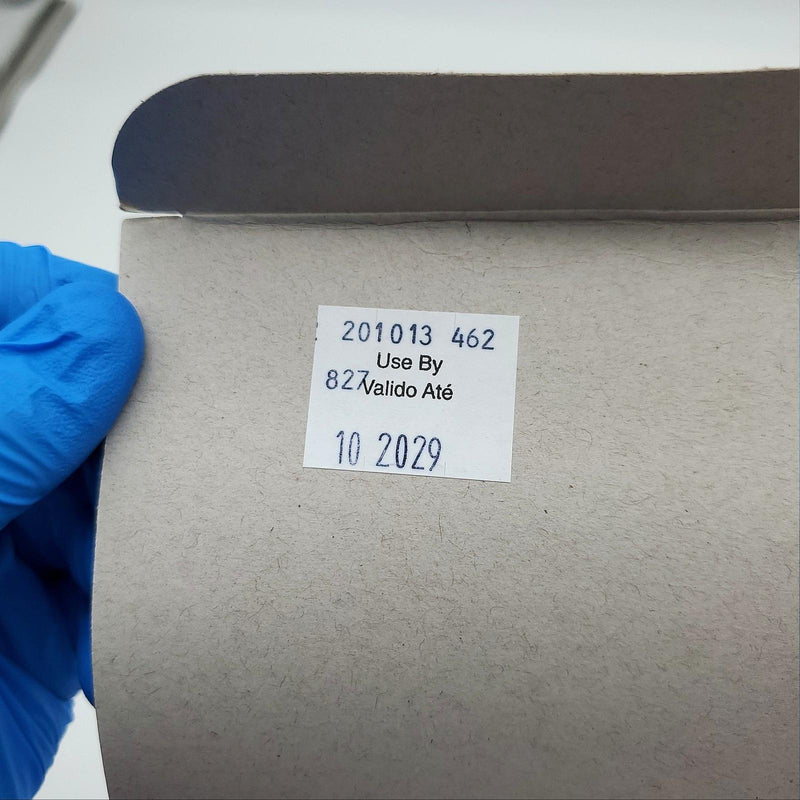 201013 462
Use By
827
Valido Até
10 2029